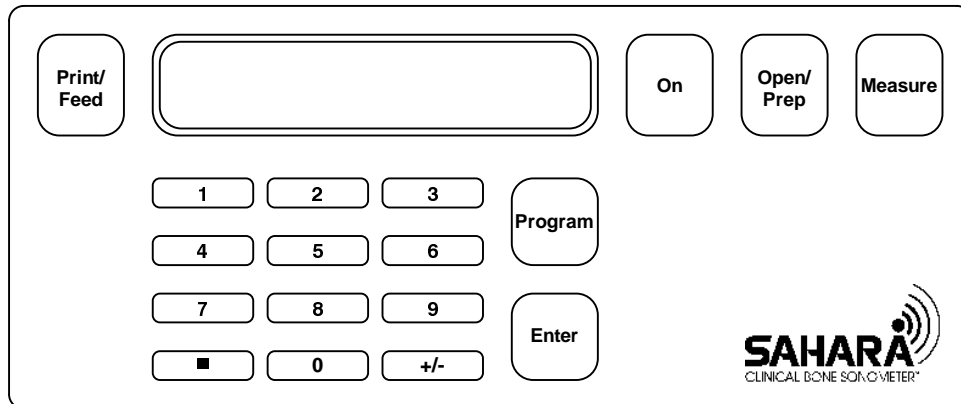 Print/
Feed
On
Open/
Prep
Measure
1 2 3
Program
4 5 6
7 8 9
Enter
■ 0 +/-
SAHARA
CLINICAL BONE SONOMETER™